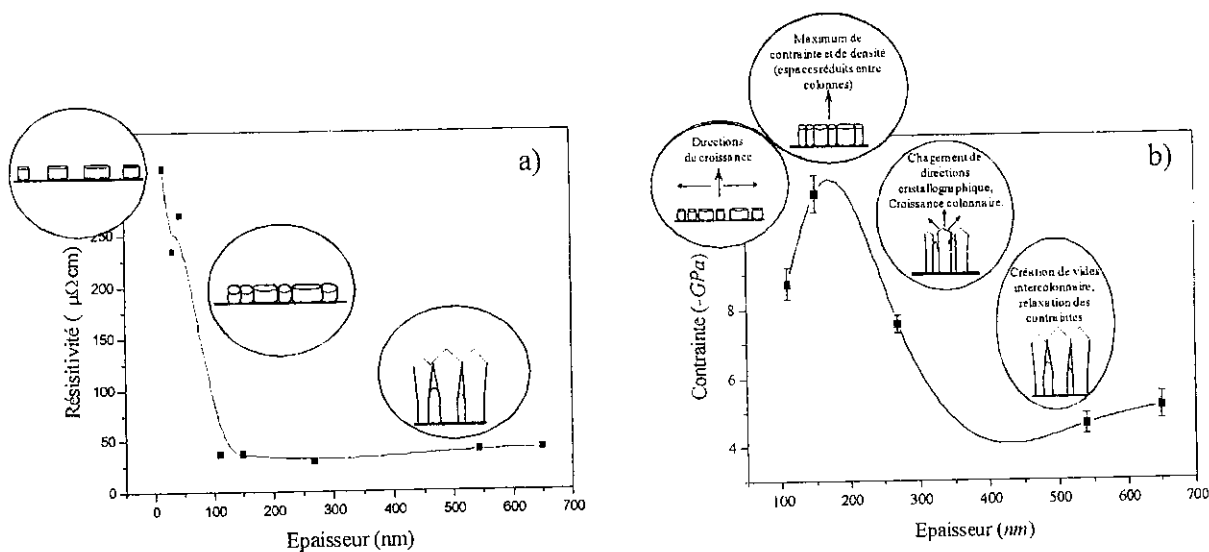 a)
Résisitivité ( μΩcm)
250
200
150
100
50
0
0 100 200 300 400 500 600 700
Epaisseur (nm)
b)
Maximum de
contrainte et de densité
(espaces réduits entre
colonnes)
Directions
du croissance
Chagement de
directions
cristallographique,
Croissance colonnaire.
Création de vides
intercolonnaire,
relaxation des
contraintes
Contrainte (-GPa)
8
6
4
100 200 300 400 500 600 700
Epaisseur (nm)